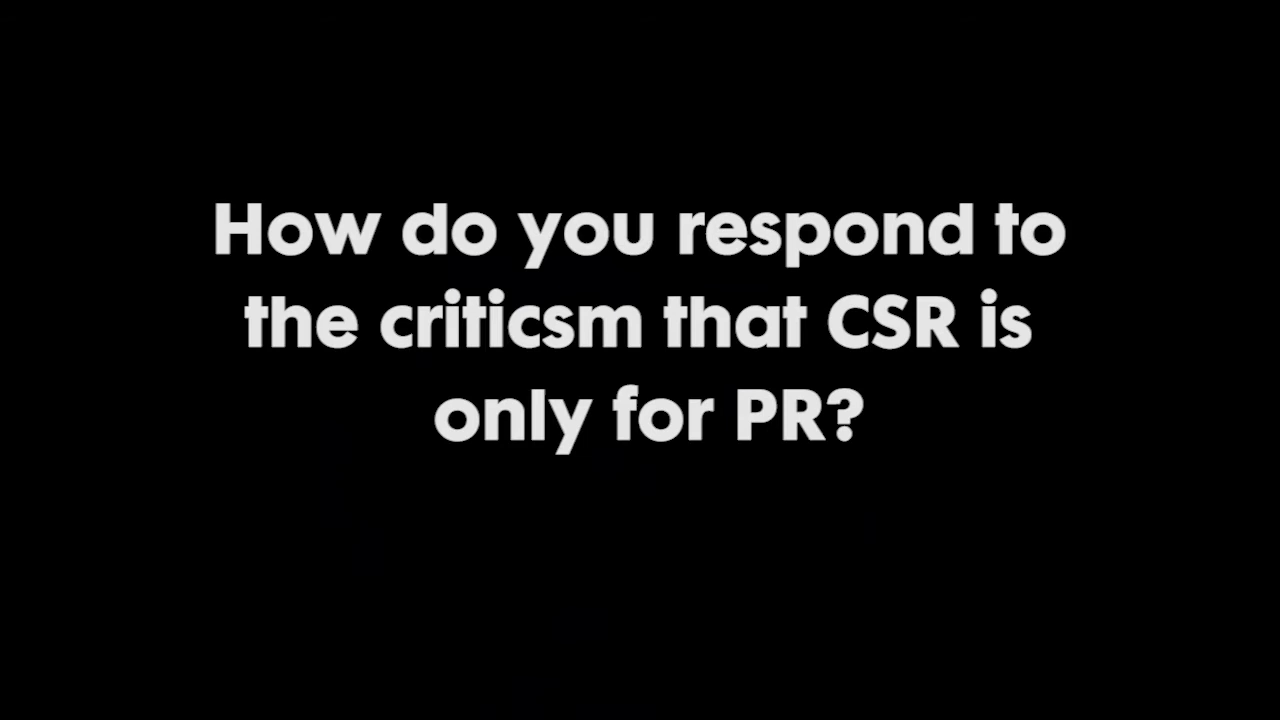 How do you respond to
the criticsm that CSR is
only for PR?